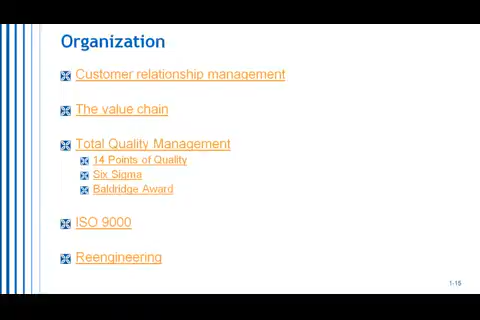 Organization
Customer relationship management
The value chain
Total Quality Management
14 Points of Quality
Six Sigma
Baldridge Award
ISO 9000
Reengineering
1-15